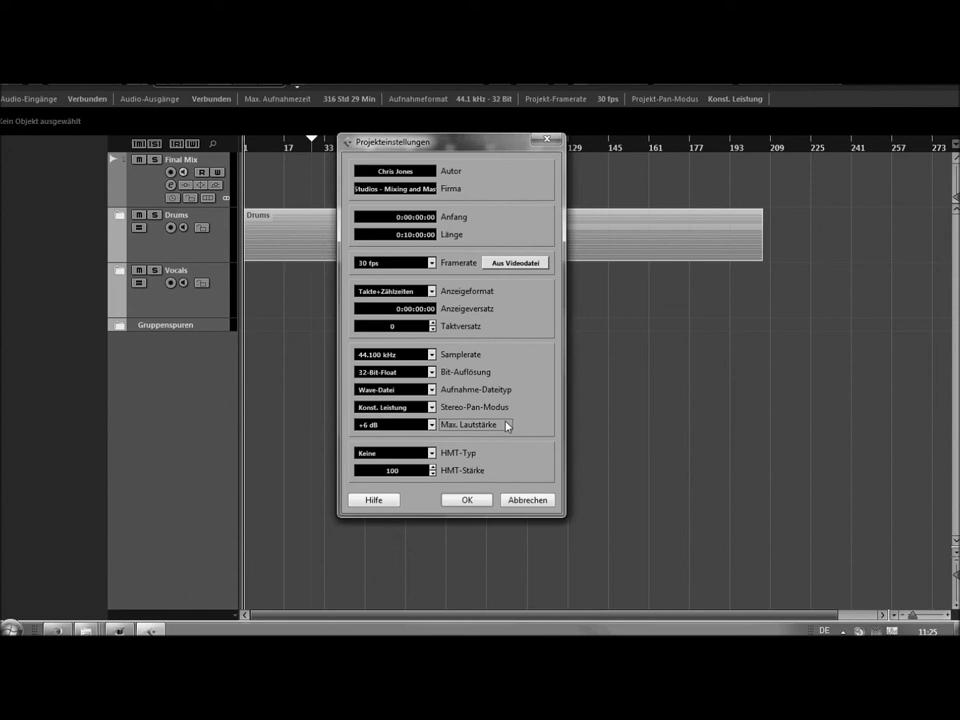 Audio-Eingänge Verbunden Audio-Ausgänge Verbunden Max. Aufnahmezeit 316 Std 29 Min Aufnahmeformat 44.1 kHz - 32 Bit Projekt-Framerate 30 fps Projekt-Pan-Modus Konst. Leistung
Kein Objekt ausgewählt
1 17 33 129 145 161 177 193 209 225 241 257 273
Final Mix
m S
R W
e
Drums
m S
Drums
Vocals
m S
Gruppenspuren
Projekteinstellungen
Chris Jones Autor
Studios - Mixing and Mas Firma
0:00:00:00 Anfang
0:10:00:00 Länge
30 fps Framerate Aus Videodatei
Takte+Zählzeiten Anzeigeformat
0:00:00:00 Anzeigeversatz
0 Taktversatz
44.100 kHz Samplerate
32-Bit-Float Bit-Auflösung
Wave-Datei Aufnahme-Dateityp
Konst. Leistung Stereo-Pan-Modus
+6 dB Max. Lautstärke
Keine HMT-Typ
100 HMT-Stärke
Hilfe OK Abbrechen
DE 11:25